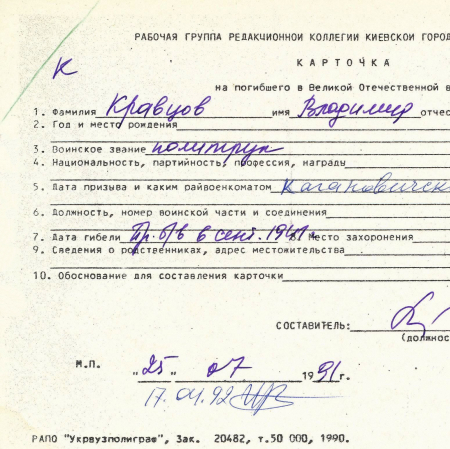 РАБОЧАЯ ГРУППА РЕДАКЦИОННОЙ КОЛЛЕГИИ КИЕВСКОЙ ГОРОД
К
КАРТОЧКА
на погибшего в Великой Отечественной в
1. Фамилия Кравцов имя Владимир отчес
2. Год и место рождения
3. Воинское звание политрук
4. Национальность, партийность, профессия, награды
5. Дата призыва и каким райвоенкоматом Кагановичск
6. Должность, номер воинской части и соединения
7. Дата гибели Пр. б/в в сент. 1941г. 8. Место захоронения
9. Сведения о родственниках, адрес местожительства
10. Обоснование для составления карточки
СОСТАВИТЕЛЬ:
(должнос
М.П. "25" 07 1991г.
17.04.92
РАПО "Укрвузполиграф", Зак. 20482, т.50 000, 1990.